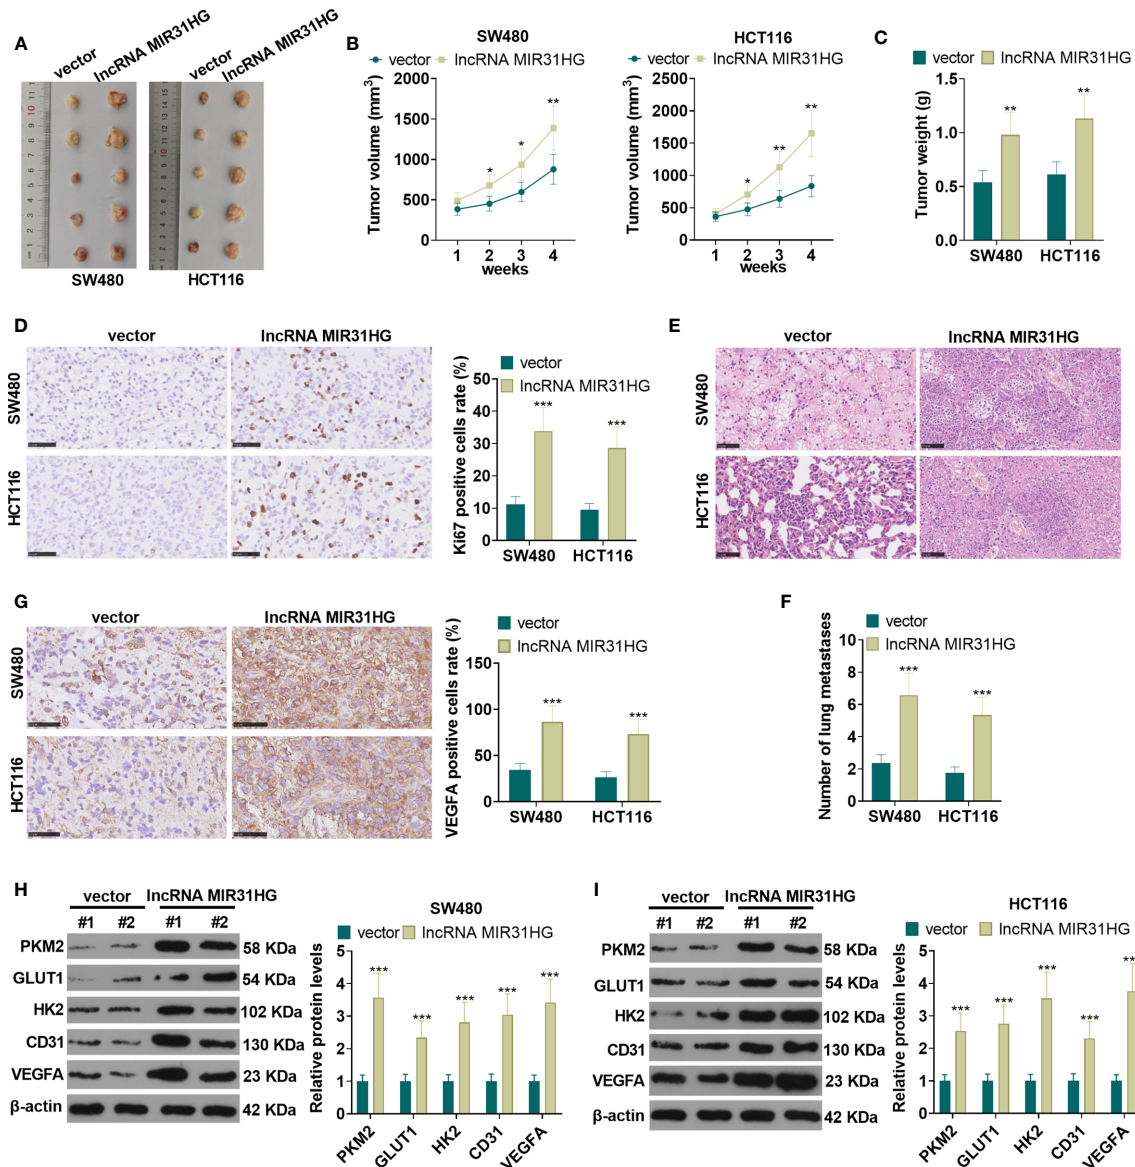 A
vector
lncRNA MIR31HG
vector
lncRNA MIR31HG
SW480
HCT116
B
SW480
vector
lncRNA MIR31HG
Tumor volume (mm3)
2000
1500
1000
500
0
*
*
**
1 2 3 4
weeks
HCT116
vector
lncRNA MIR31HG
Tumor volume (mm3)
2500
2000
1500
1000
500
0
*
**
**
1 2 3 4
weeks
C
vector
lncRNA MIR31HG
Tumor weight (g)
1.5
1.0
0.5
0.0
**
**
SW480 HCT116
D
vector
lncRNA MIR31HG
SW480
HCT116
vector
lncRNA MIR31HG
Ki67 positive cells rate (%)
50
40
30
20
10
0
***
***
SW480 HCT116
E
vector
lncRNA MIR31HG
SW480
HCT116
G
vector
lncRNA MIR31HG
SW480
HCT116
vector
lncRNA MIR31HG
VEGFA positive cells rate (%)
150
100
50
0
***
***
SW480 HCT116
F
vector
lncRNA MIR31HG
Number of lung metastases
10
8
6
4
2
0
***
***
SW480 HCT116
H
vector lncRNA MIR31HG
#1 #2 #1 #2
PKM2 58 KDa
GLUT1 54 KDa
HK2 102 KDa
CD31 130 KDa
VEGFA 23 KDa
β-actin 42 KDa
SW480
vector
lncRNA MIR31HG
Relative protein levels
5
4
3
2
1
0
***
***
***
***
***
PKM2 GLUT1 HK2 CD31 VEGFA
I
vector lncRNA MIR31HG
#1 #2 #1 #2
PKM2 58 KDa
GLUT1 54 KDa
HK2 102 KDa
CD31 130 KDa
VEGFA 23 KDa
β-actin 42 KDa
HCT116
vector
lncRNA MIR31HG
Relative protein levels
5
4
3
2
1
0
***
***
***
***
**
PKM2 GLUT1 HK2 CD31 VEGFA